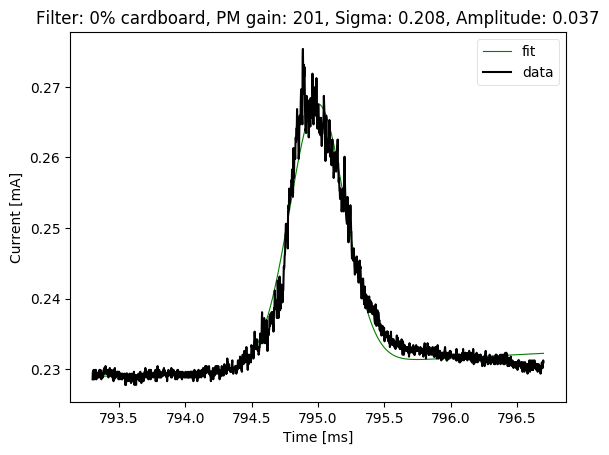 Filter: 0% cardboard, PM gain: 201, Sigma: 0.208, Amplitude: 0.037
fit
data
0.27
0.26
0.25
0.24
0.23
Current [mA]
793.5 794.0 794.5 795.0 795.5 796.0 796.5
Time [ms]